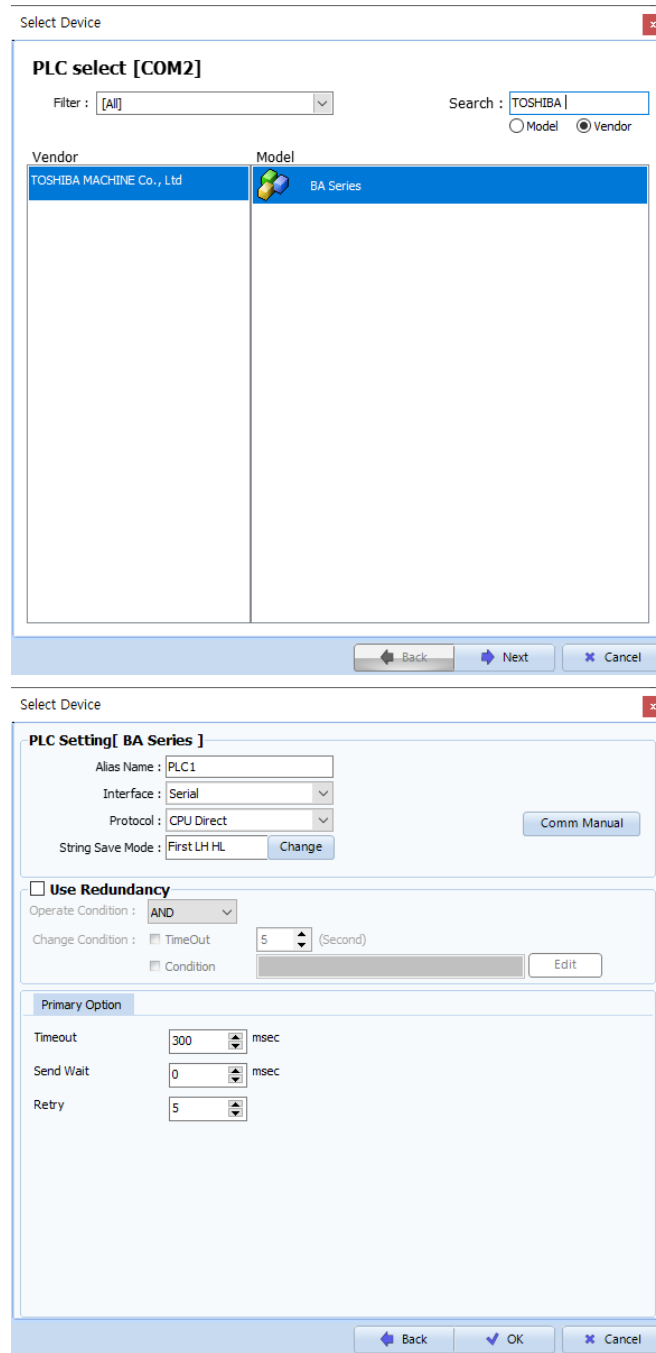 Select Device
PLC select [COM2]
Filter : [All]
Search : TOSHIBA
Model Vendor
Vendor Model
TOSHIBA MACHINE Co., Ltd BA Series
Back Next Cancel
Select Device
PLC Setting[ BA Series ]
Alias Name : PLC1
Interface : Serial
Protocol : CPU Direct Comm Manual
String Save Mode : First LH HL Change
Use Redundancy
Operate Condition : AND
Change Condition : TimeOut 5 (Second)
Condition Edit
Primary Option
Timeout 300 msec
Send Wait 0 msec
Retry 5
Back OK Cancel